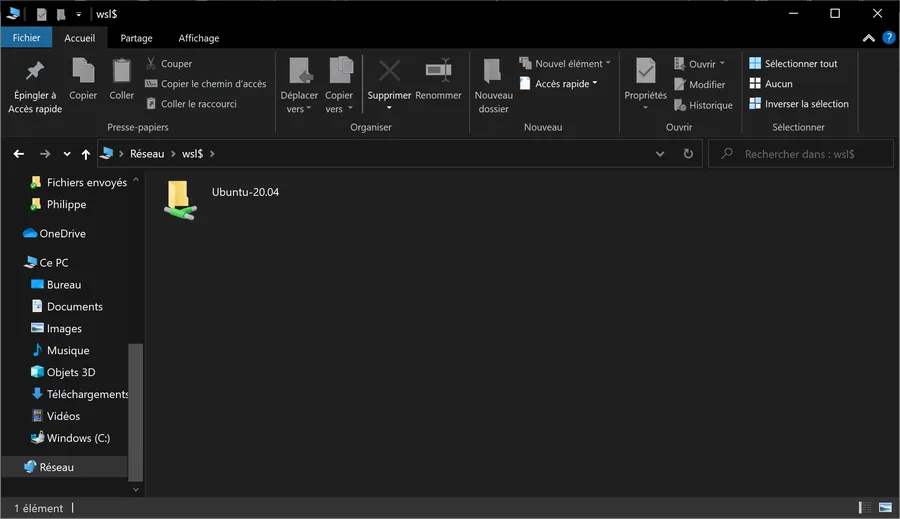 wsl$
Fichier Accueil Partage Affichage
Épingler à Accès rapide
Copier
Coller
Couper
Copier le chemin d'accès
Coller le raccourci
Presse-papiers
Déplacer vers
Copier vers
Supprimer
Renommer
Organiser
Nouveau dossier
Nouvel élément
Accès rapide
Nouveau
Propriétés
Ouvrir
Modifier
Historique
Ouvrir
Sélectionner tout
Aucun
Inverser la sélection
Sélectionner
Réseau wsl$
Rechercher dans : wsl$
Fichiers envoyés
Philippe
OneDrive
Ce PC
Bureau
Documents
Images
Musique
Objets 3D
Téléchargements
Vidéos
Windows (C:)
Réseau
Ubuntu-20.04
1 élément